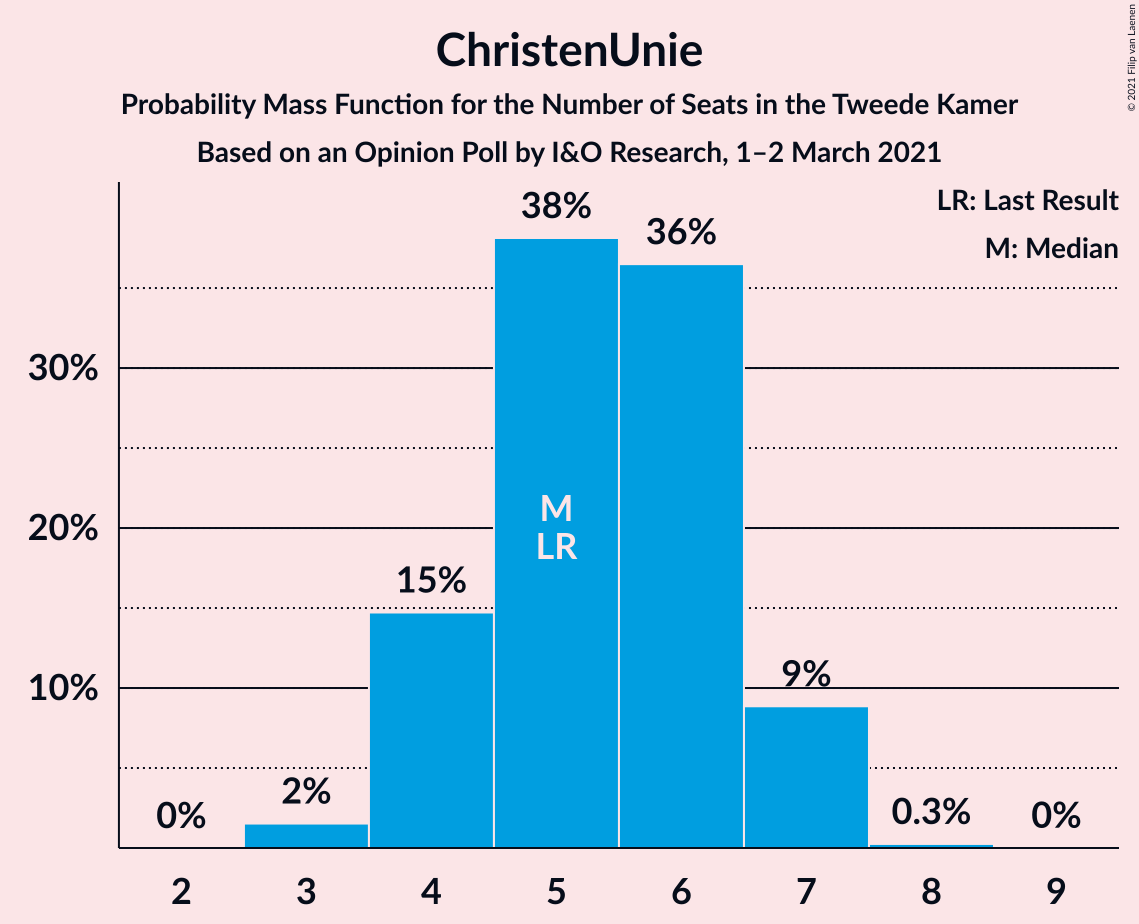 ChristenUnie
Probability Mass Function for the Number of Seats in the Tweede Kamer
Based on an Opinion Poll by I&O Research, 1–2 March 2021
© 2021 Filip van Laenen
LR: Last Result
M: Median
38%
36%
30%
M
LR
20%
15%
10%
9%
2%
0%
0.3%
0%
2 3 4 5 6 7 8 9